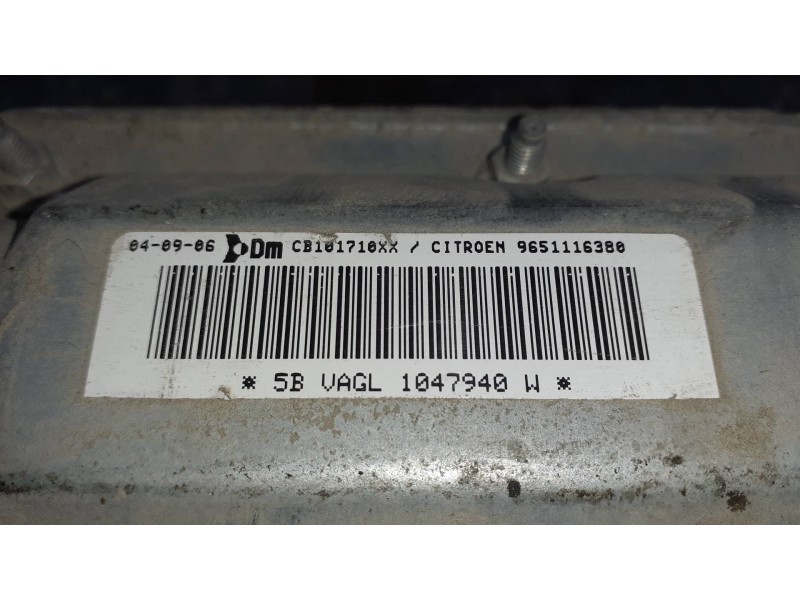 04-09-06 Dm CB101710XX / CITROEN 9651116380
* 5B VAGL 1047940 W *